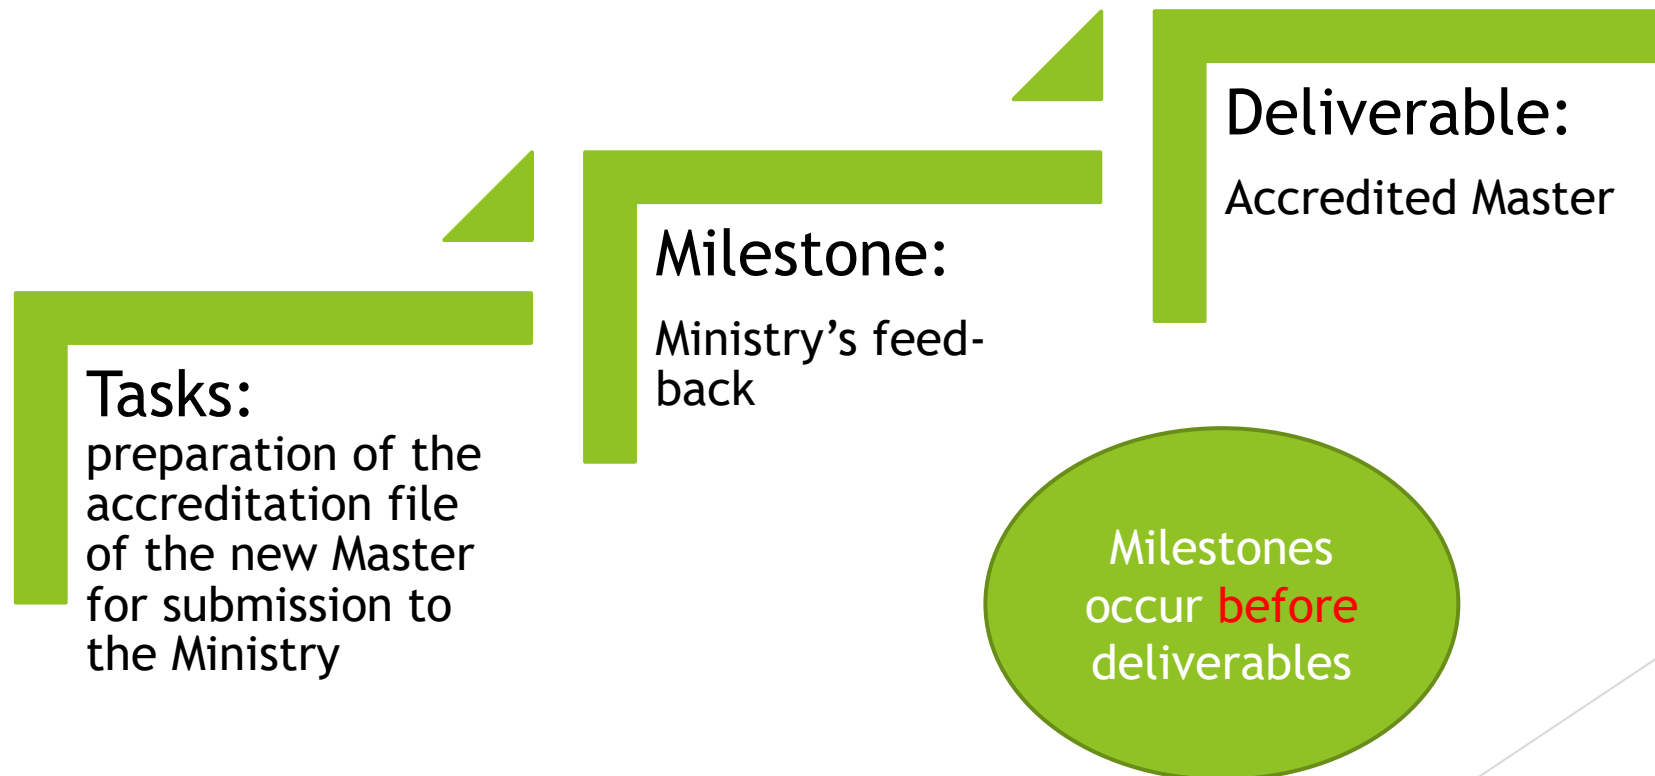 Tasks:
preparation of the
accreditation file
of the new Master
for submission to
the Ministry
Milestone:
Ministry’s feed-
back
Deliverable:
Accredited Master
Milestones
occur before
deliverables